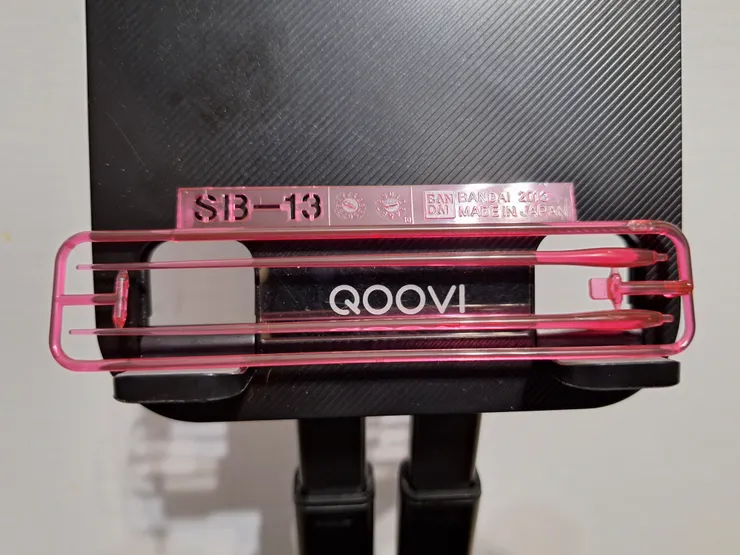 SB-13
BAN
DAI
BANDAI 2013
MADE IN JAPAN
QOOVI